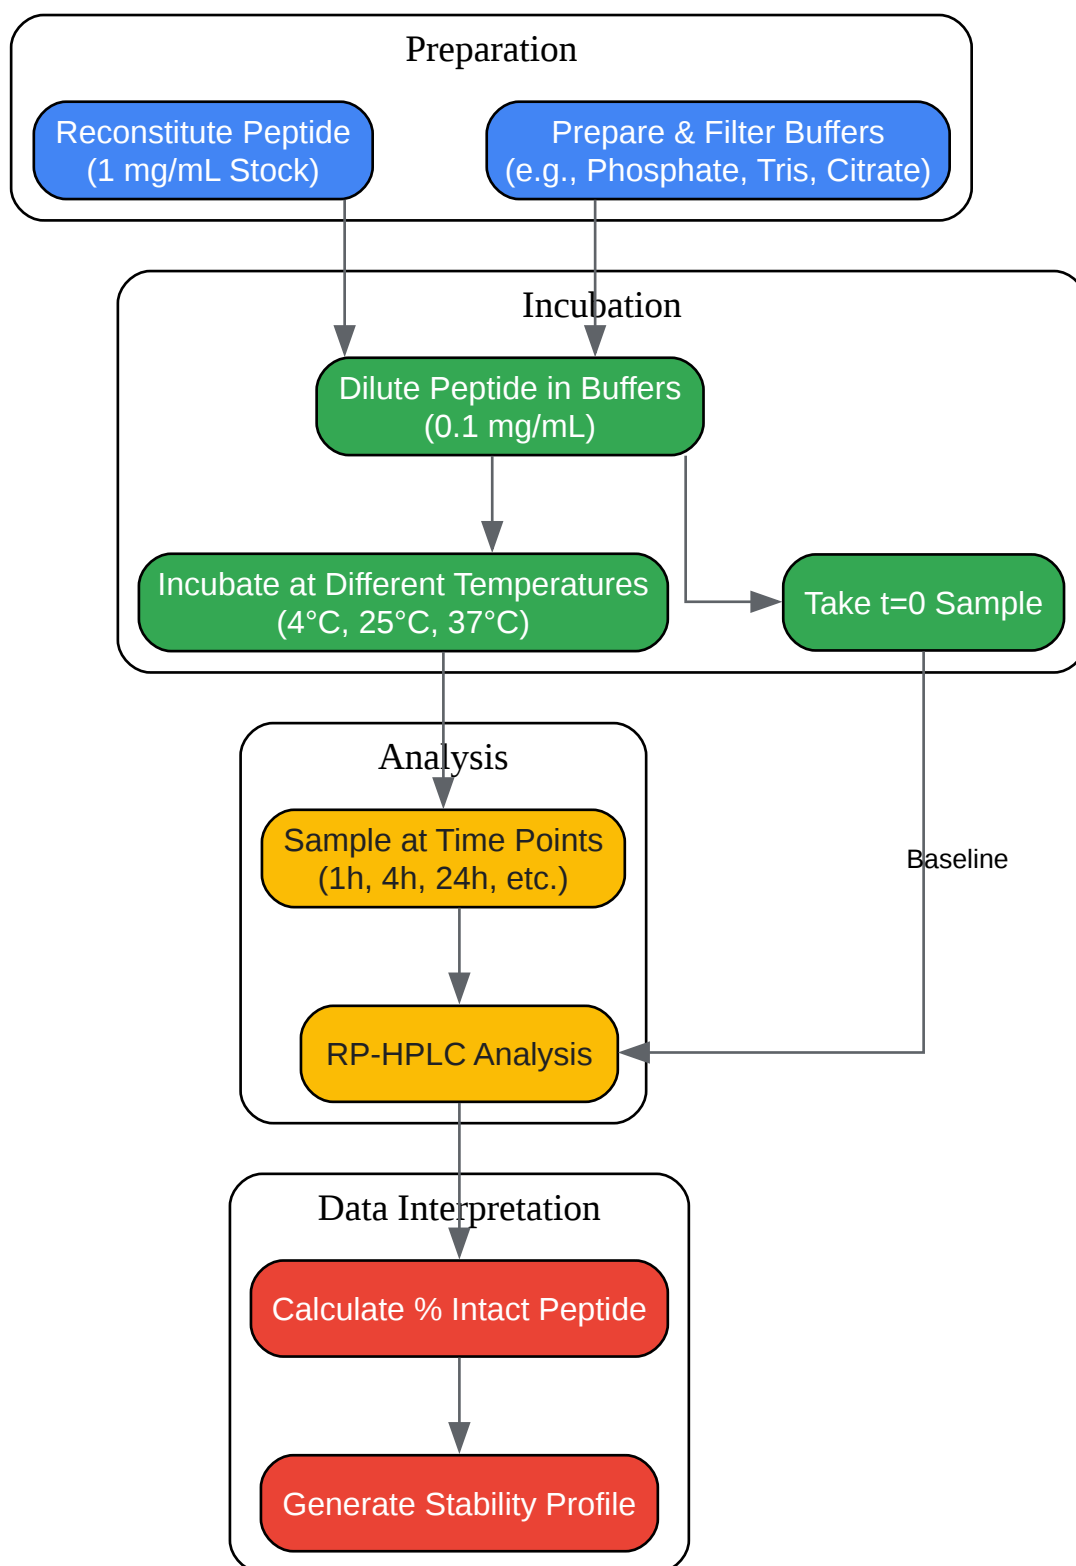 Preparation
Reconstitute Peptide
(1 mg/mL Stock)
Prepare & Filter Buffers
(e.g., Phosphate, Tris, Citrate)
Incubation
Dilute Peptide in Buffers
(0.1 mg/mL)
Incubate at Different Temperatures
(4°C, 25°C, 37°C)
Take t=0 Sample
Analysis
Sample at Time Points
(1h, 4h, 24h, etc.)
Baseline
RP-HPLC Analysis
Data Interpretation
Calculate % Intact Peptide
Generate Stability Profile